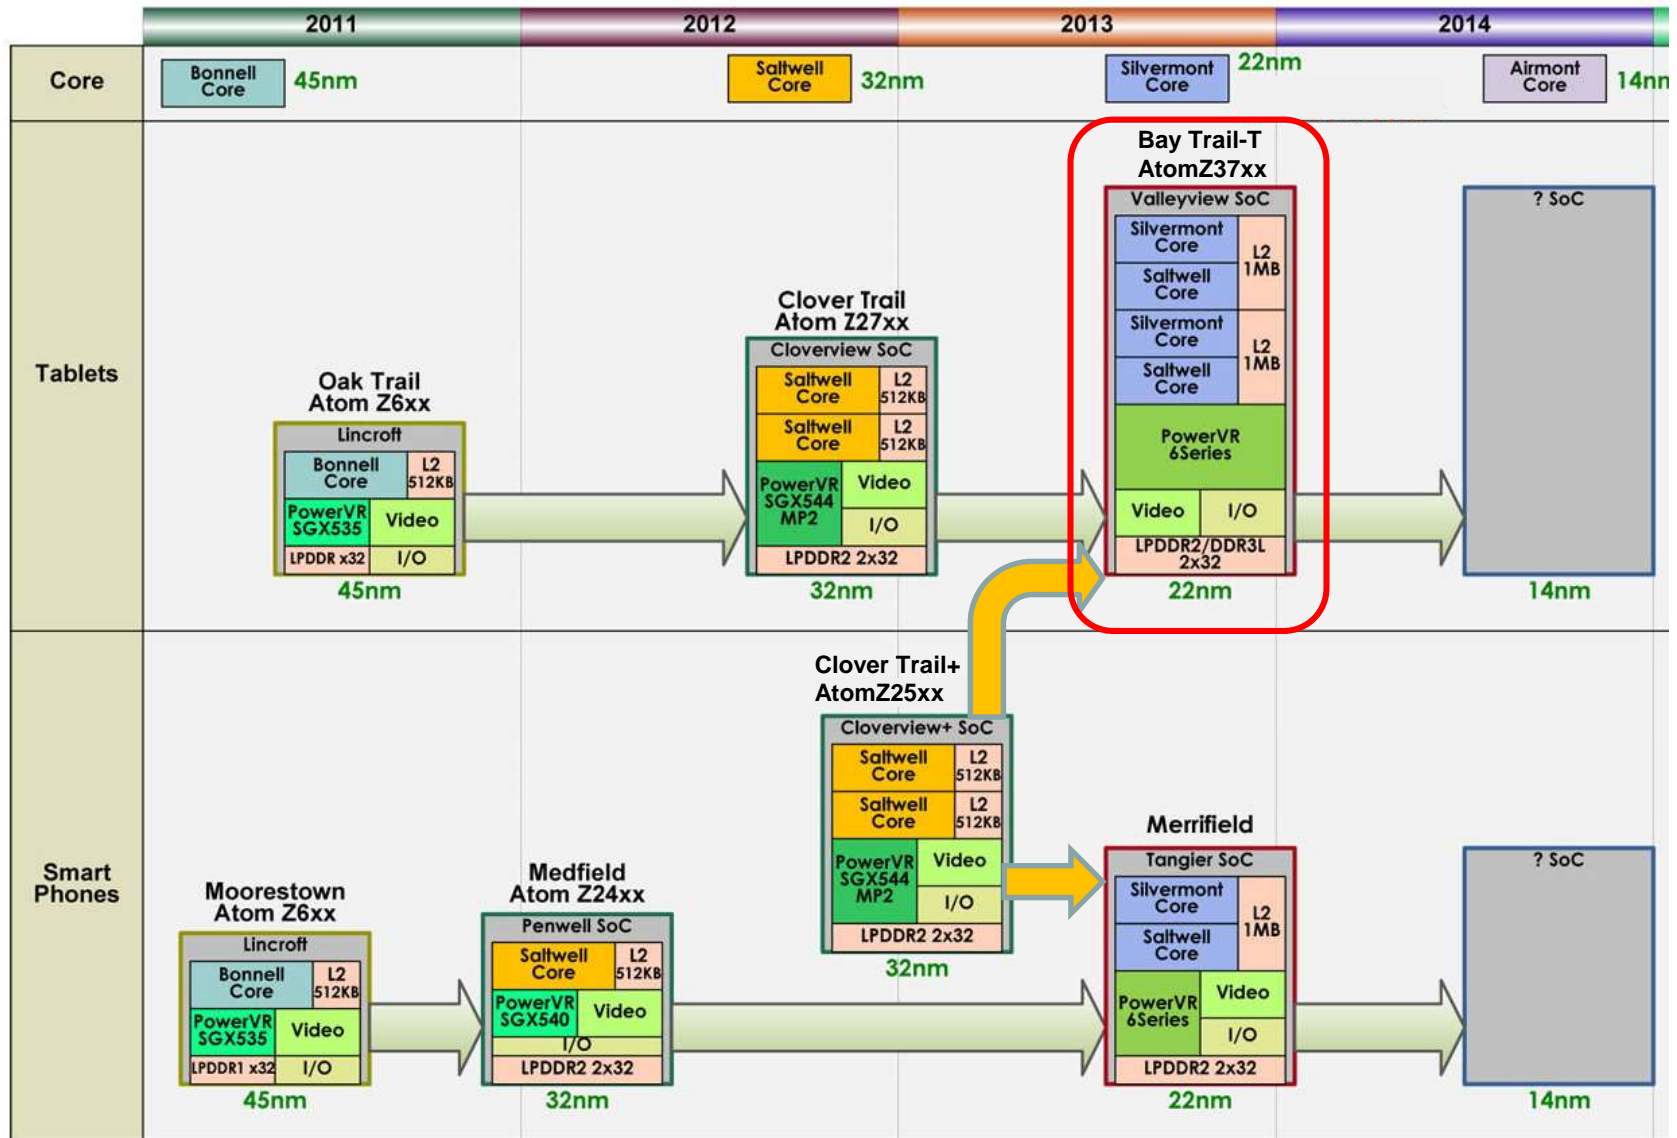 2011
2012
2013
2014
Core
Bonnell
Core
45nm
Saltwell
Core
32nm
Silvermont
Core
22nm
Airmont
Core
14nm
Tablets
Oak Trail
Atom Z6xx
Lincroft
Bonnell
Core
L2
512KB
PowerVR
SGX535
Video
LPDDR x32
I/O
45nm
Clover Trail
Atom Z27xx
Cloverview SoC
Saltwell
Core
L2
512KB
Saltwell
Core
L2
512KB
PowerVR
SGX544
MP2
Video
I/O
LPDDR2 2x32
32nm
Bay Trail-T
AtomZ37xx
Valleyview SoC
Silvermont
Core
Saltwell
Core
L2
1MB
Silvermont
Core
Saltwell
Core
L2
1MB
PowerVR
6Series
Video
I/O
LPDDR2/DDR3L
2x32
22nm
? SoC
14nm
Smart
Phones
Moorestown
Atom Z6xx
Lincroft
Bonnell
Core
L2
512KB
PowerVR
SGX535
Video
LPDDR1 x32
I/O
45nm
Medfield
Atom Z24xx
Penwell SoC
Saltwell
Core
L2
512KB
PowerVR
SGX540
Video
I/O
LPDDR2 2x32
32nm
Clover Trail+
AtomZ25xx
Cloverview+ SoC
Saltwell
Core
L2
512KB
Saltwell
Core
L2
512KB
PowerVR
SGX544
MP2
Video
I/O
LPDDR2 2x32
32nm
Merrifield
Tangier SoC
Silvermont
Core
Saltwell
Core
L2
1MB
PowerVR
6Series
Video
I/O
LPDDR2 2x32
22nm
? SoC
14nm